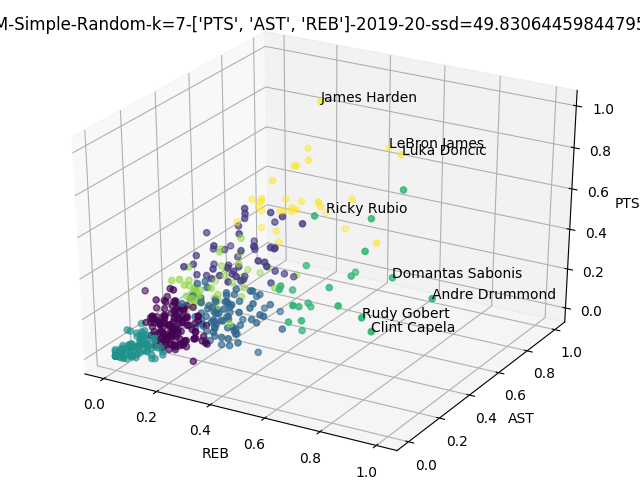 M-Simple-Random-k=7-['PTS', 'AST', 'REB']-2019-20-ssd=49.83064459844795
James Harden
LeBron James
Luka Doncic
Ricky Rubio
Domantas Sabonis
Andre Drummond
Rudy Gobert
Clint Capela
PTS
1.0
0.8
0.6
0.4
0.2
0.0
AST
1.0
0.8
0.6
0.4
0.2
0.0
REB
0.0
0.2
0.4
0.6
0.8
1.0